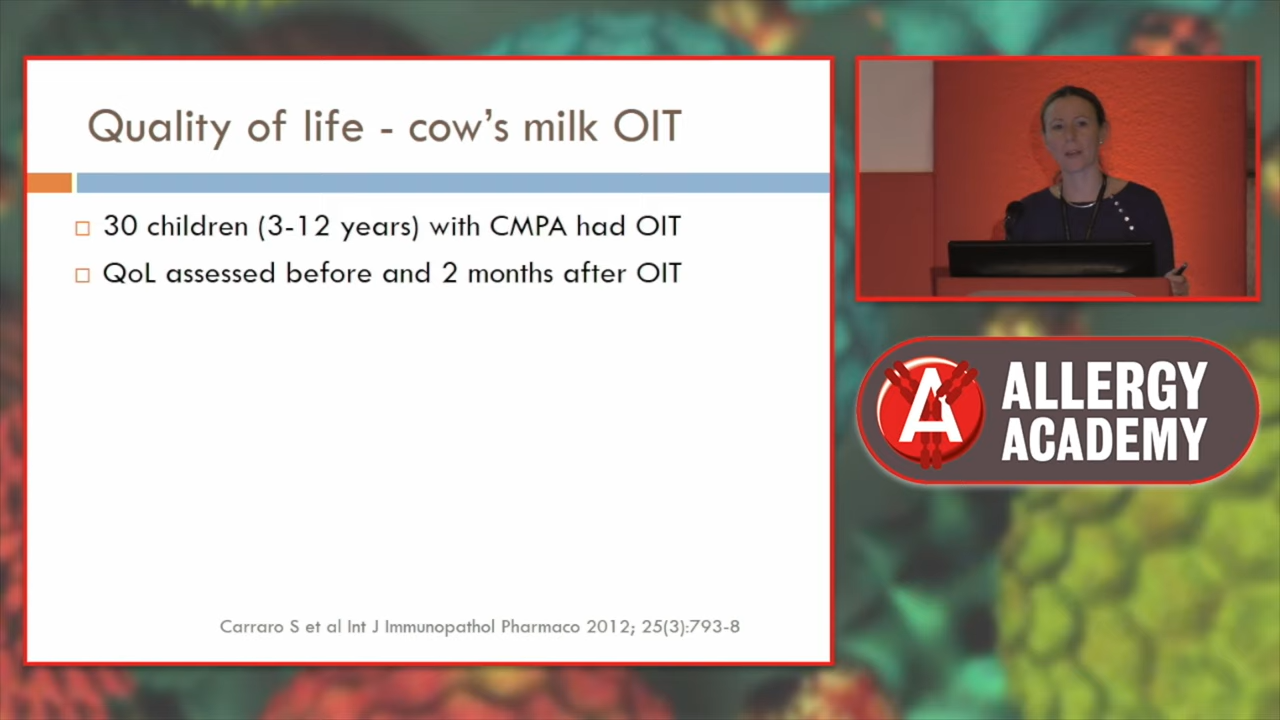 Quality of life - cow's milk OIT
30 children (3-12 years) with CMPA had OIT
QoL assessed before and 2 months after OIT
Carraro S et al Int J Immunopathol Pharmaco 2012; 25(3):793-8
A ALLERGY
ACADEMY